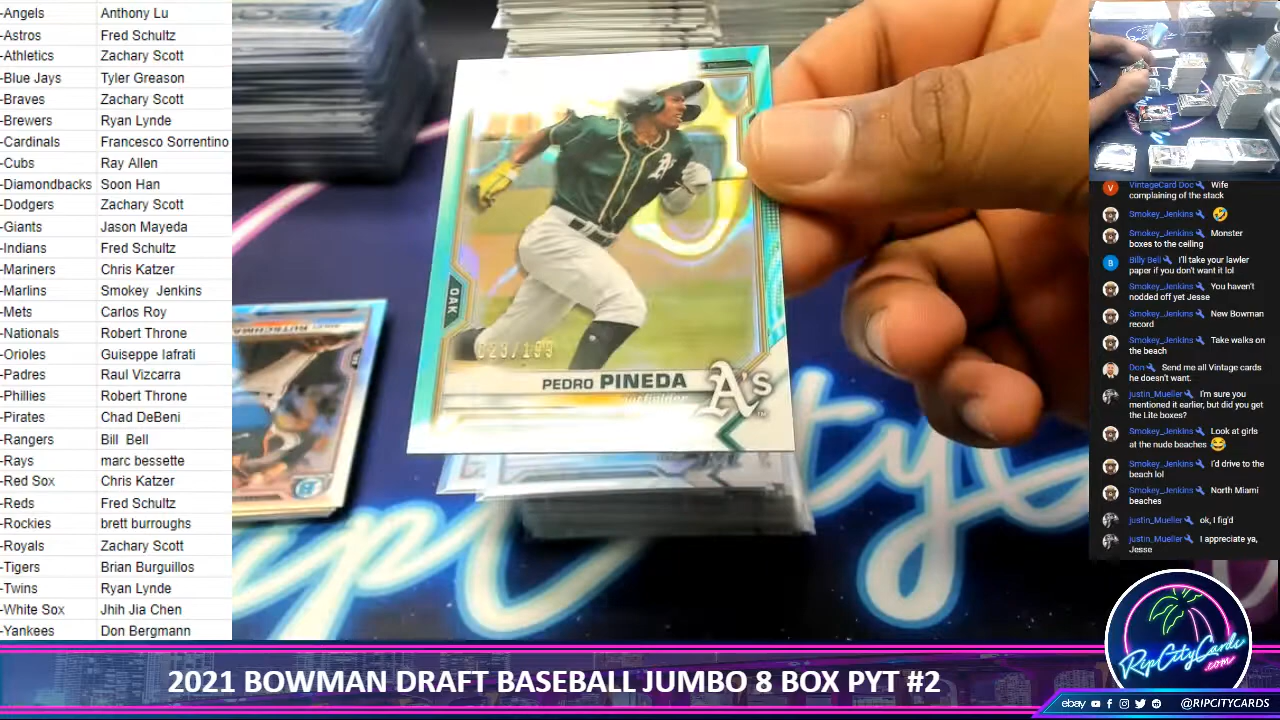 -Angels Anthony Lu
-Astros Fred Schultz
-Athletics Zachary Scott
-Blue Jays Tyler Greason
-Braves Zachary Scott
-Brewers Ryan Lynde
-Cardinals Francesco Sorrentino
-Cubs Ray Allen
-Diamondbacks Soon Han
-Dodgers Zachary Scott
-Giants Jason Mayeda
-Indians Fred Schultz
-Mariners Chris Katzer
-Marlins Smokey Jenkins
-Mets Carlos Roy
-Nationals Robert Throne
-Orioles Guiseppe Iafrati
-Padres Raul Vizcarra
-Phillies Robert Throne
-Pirates Chad DeBeni
-Rangers Bill Bell
-Rays marc bessette
-Red Sox Chris Katzer
-Reds Fred Schultz
-Rockies brett burroughs
-Royals Zachary Scott
-Tigers Brian Burguillos
-Twins Ryan Lynde
-White Sox Jhih Jia Chen
-Yankees Don Bergmann
A's
OAK
023/199
PEDRO PINEDA
outfielder
A's
TM
V VintageCard Doc Wife
complaining of the stack
Smokey_Jenkins 🤣
Smokey_Jenkins Monster
boxes to the ceiling
B Billy Bell I'll take your lawler
paper if you don't want it lol
Smokey_Jenkins You haven't
nodded off yet Jesse
Smokey_Jenkins New Bowman
record
Smokey_Jenkins Take walks on
the beach
Don Send me all Vintage cards
he doesn't want.
justin_Mueller I'm sure you
mentioned it earlier, but did you get
the Lite boxes?
Smokey_Jenkins Look at girls
at the nude beaches 😂
Smokey_Jenkins I'd drive to the
beach lol
Smokey_Jenkins North Miami
beaches
justin_Mueller ok, I fig'd
justin_Mueller I appreciate ya,
Jesse
RipCityCards
.com
2021 BOWMAN DRAFT BASEBALL JUMBO 8 BOX PYT #2
ebay @RIPCITYCARDS